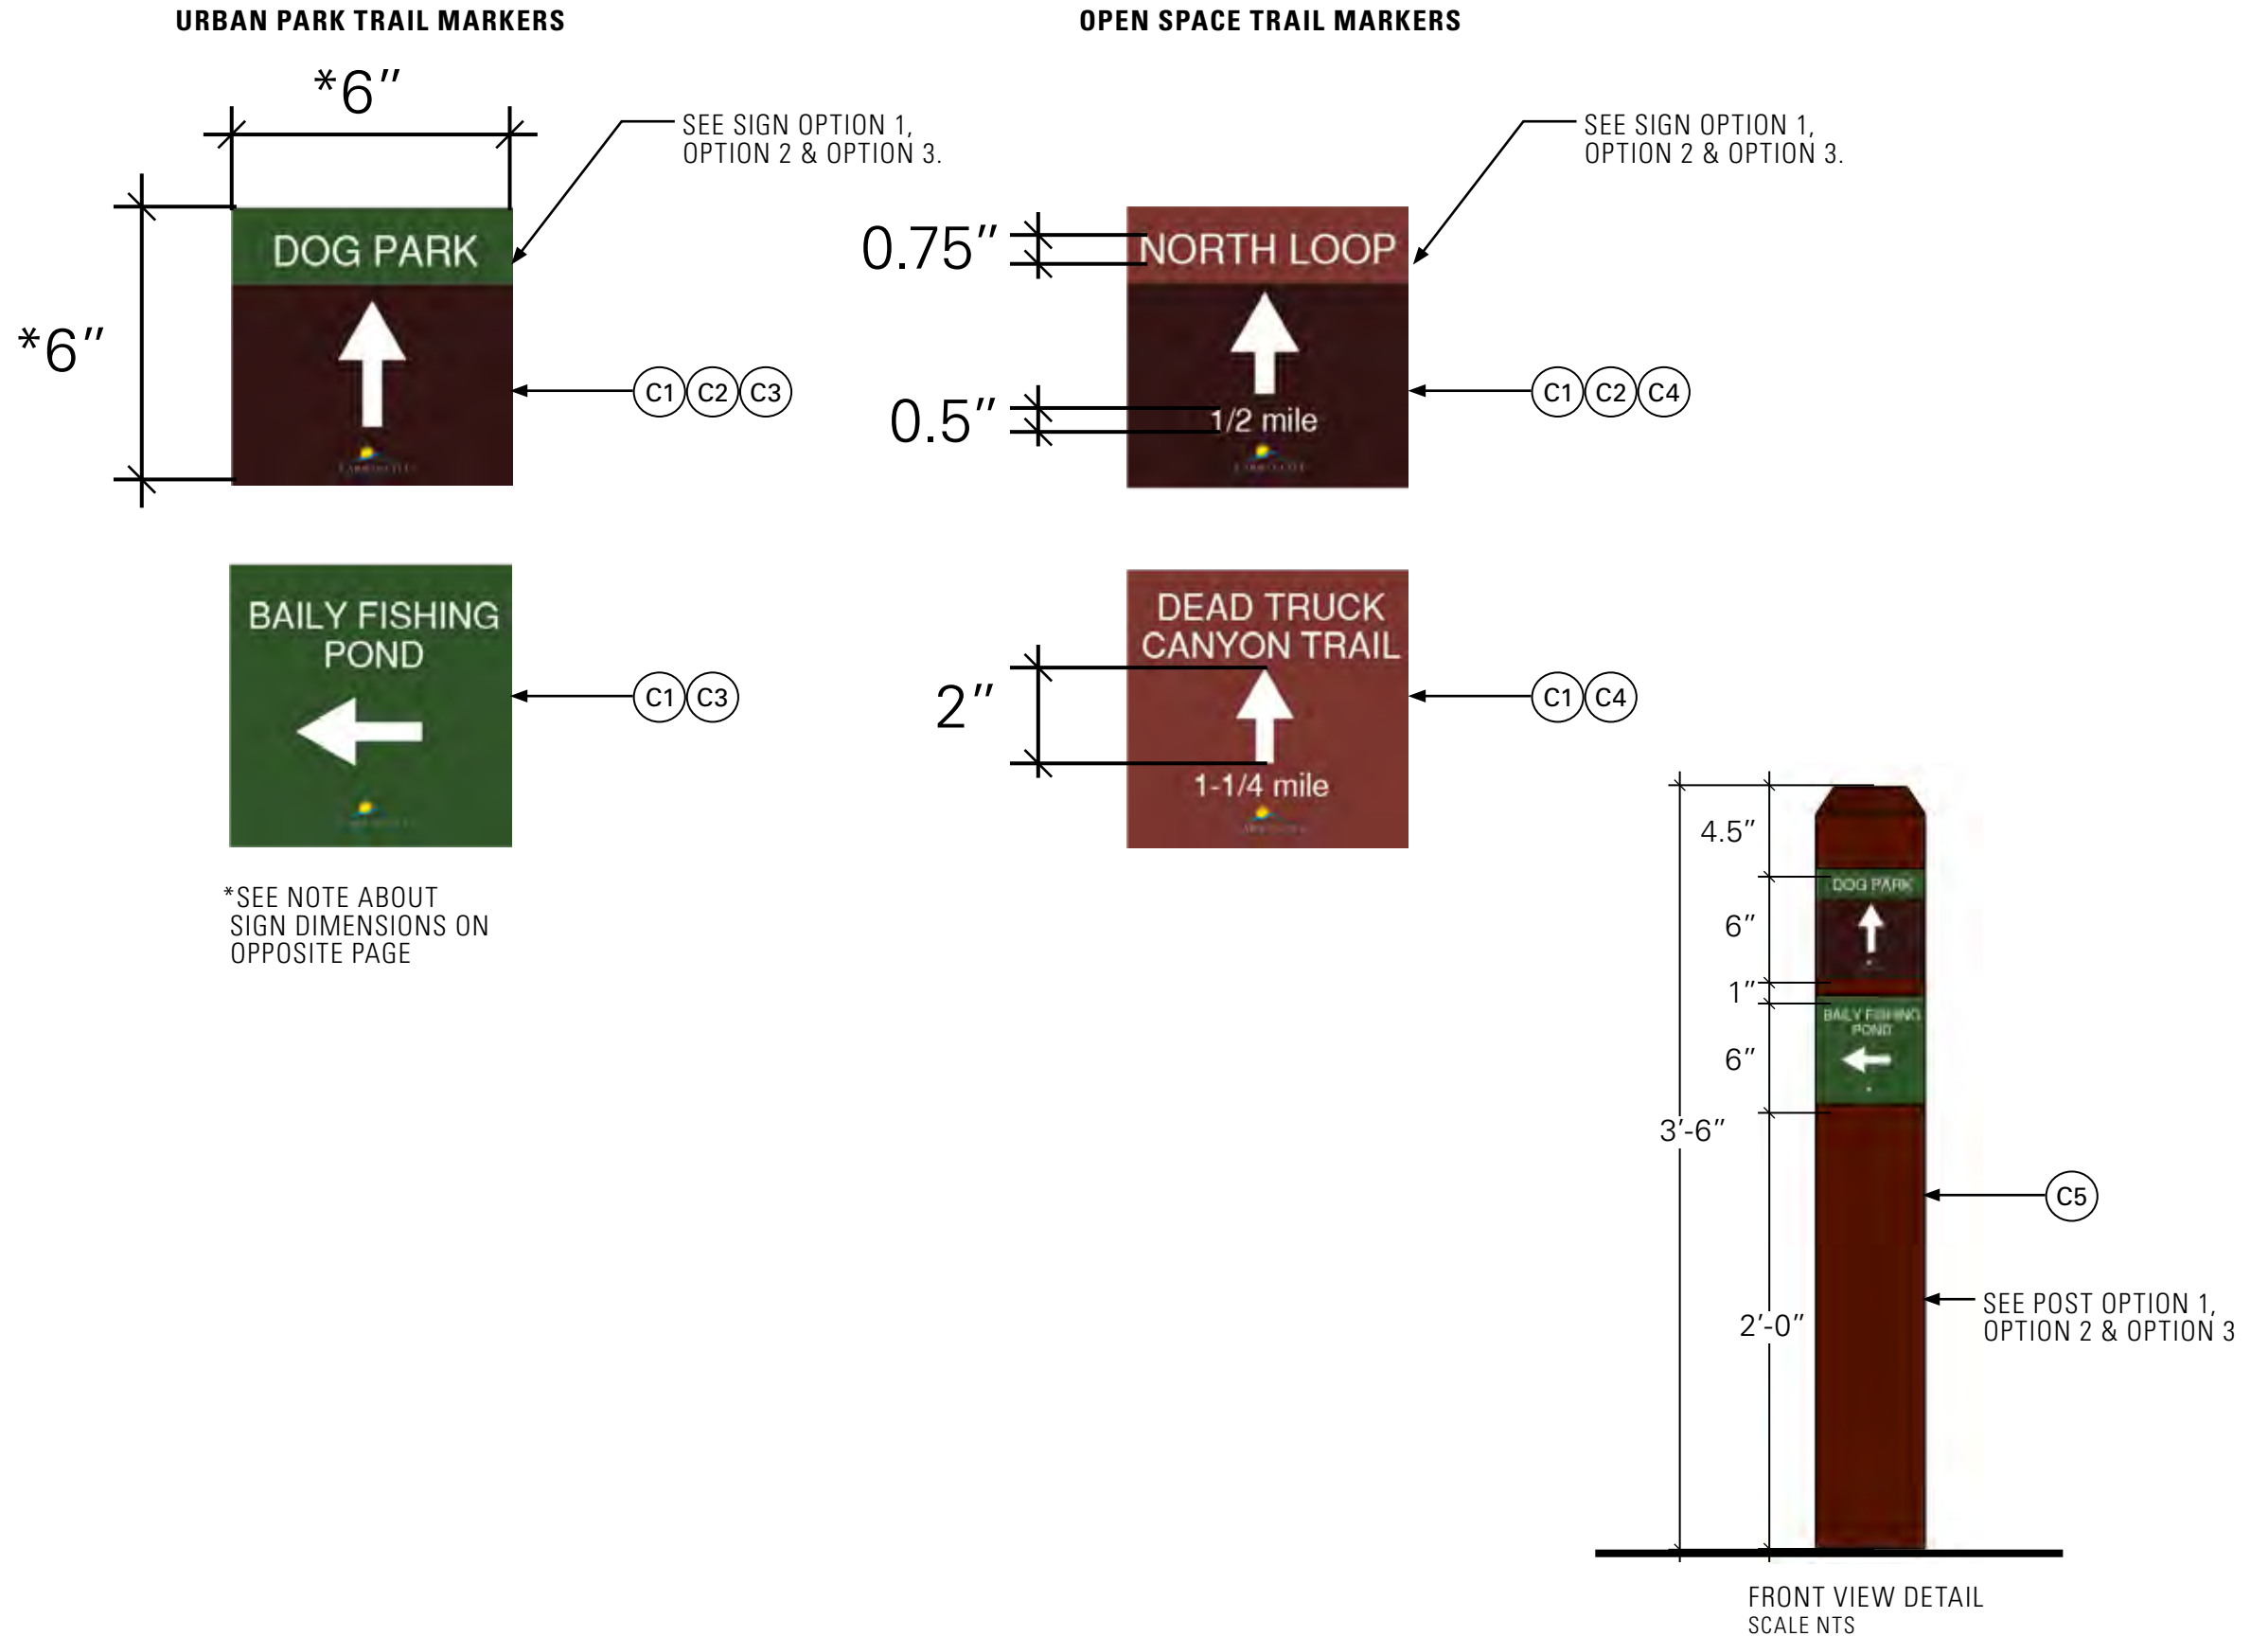 URBAN PARK TRAIL MARKERS
*6"
*6"
SEE SIGN OPTION 1,
OPTION 2 & OPTION 3.
DOG PARK
C1 C2 C3
BAILY FISHING
POND
C1 C3
*SEE NOTE ABOUT
SIGN DIMENSIONS ON
OPPOSITE PAGE
OPEN SPACE TRAIL MARKERS
SEE SIGN OPTION 1,
OPTION 2 & OPTION 3.
0.75"
NORTH LOOP
0.5"
1/2 mile
C1 C2 C4
DEAD TRUCK
CANYON TRAIL
2"
1-1/4 mile
C1 C4
4.5"
DOG PARK
6"
1"
BAILY FISHING
POND
6"
3'-6"
C5
2'-0"
SEE POST OPTION 1,
OPTION 2 & OPTION 3
FRONT VIEW DETAIL
SCALE NTS